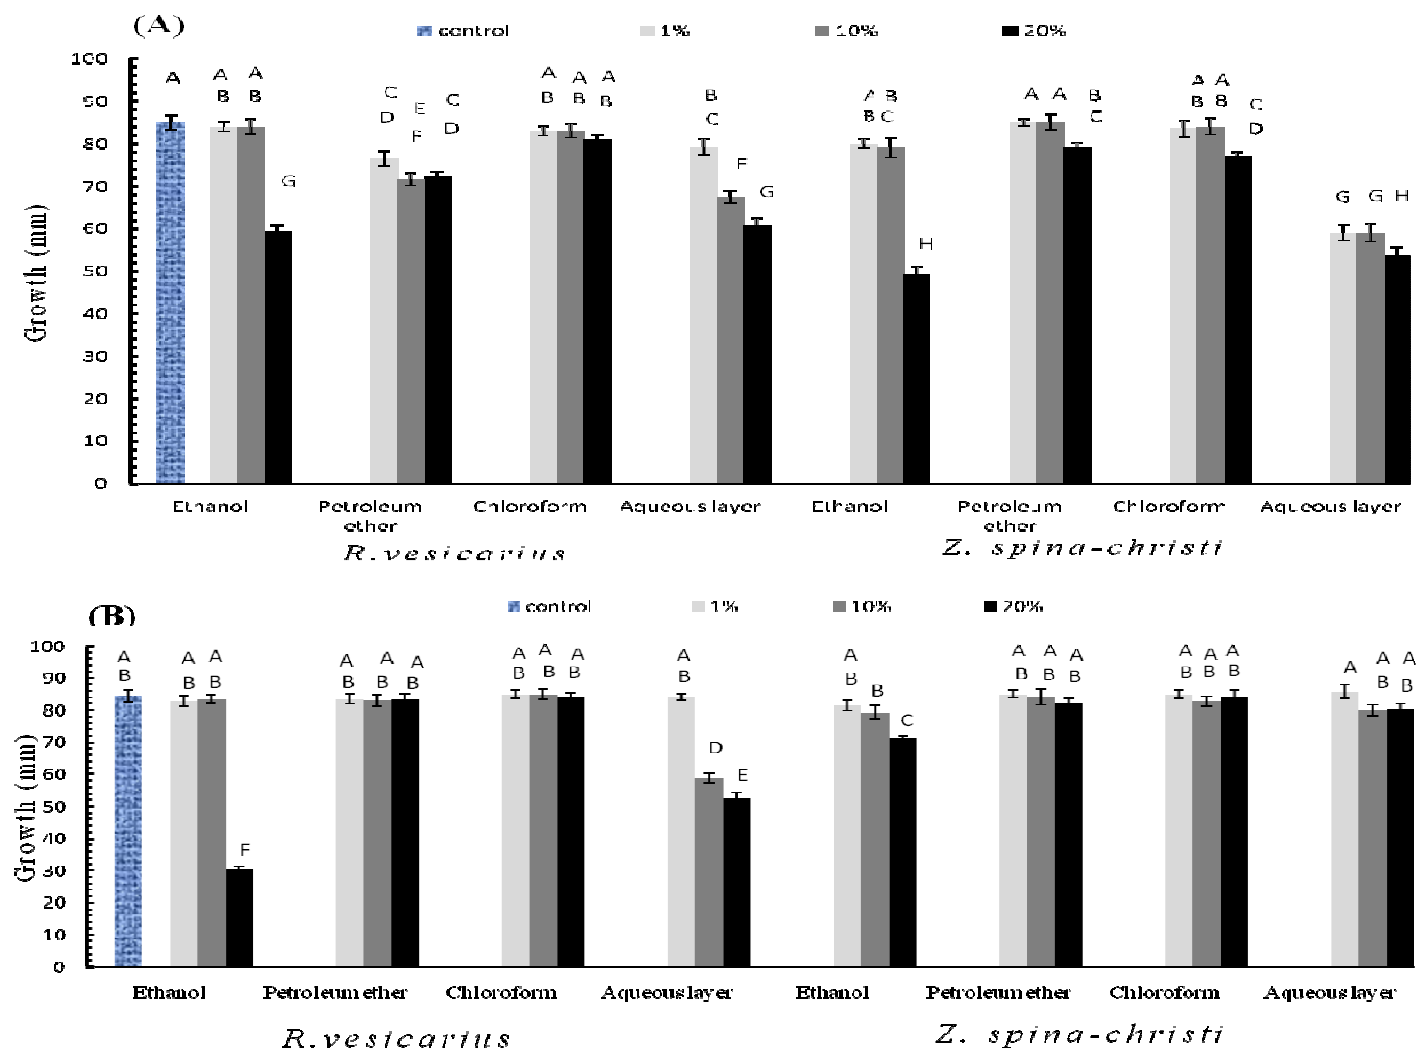 (A)
control 1% 10% 20%
A A A C C A A A B A B A A B A A C
B B D E D B B B C B C C B B D
F
G F G H G G H
100
90
80
70
60
50
40
30
20
10
0
Growth (mm)
Ethanol Petroleum ether Chloroform Aqueous layer Ethanol Petroleum ether Chloroform Aqueous layer
R.vesicarius Z. spina-christi
(B)
control 1% 10% 20%
A A A A A A A A A A A A A A A A A A A A
B B B B B B B B B B B B B B B B B B B B
F D E C
100
90
80
70
60
50
40
30
20
10
0
Growth (mm)
Ethanol Petroleum ether Chloroform Aqueous layer Ethanol Petroleum ether Chloroform Aqueous layer
R.vesicarius Z. spina-christi